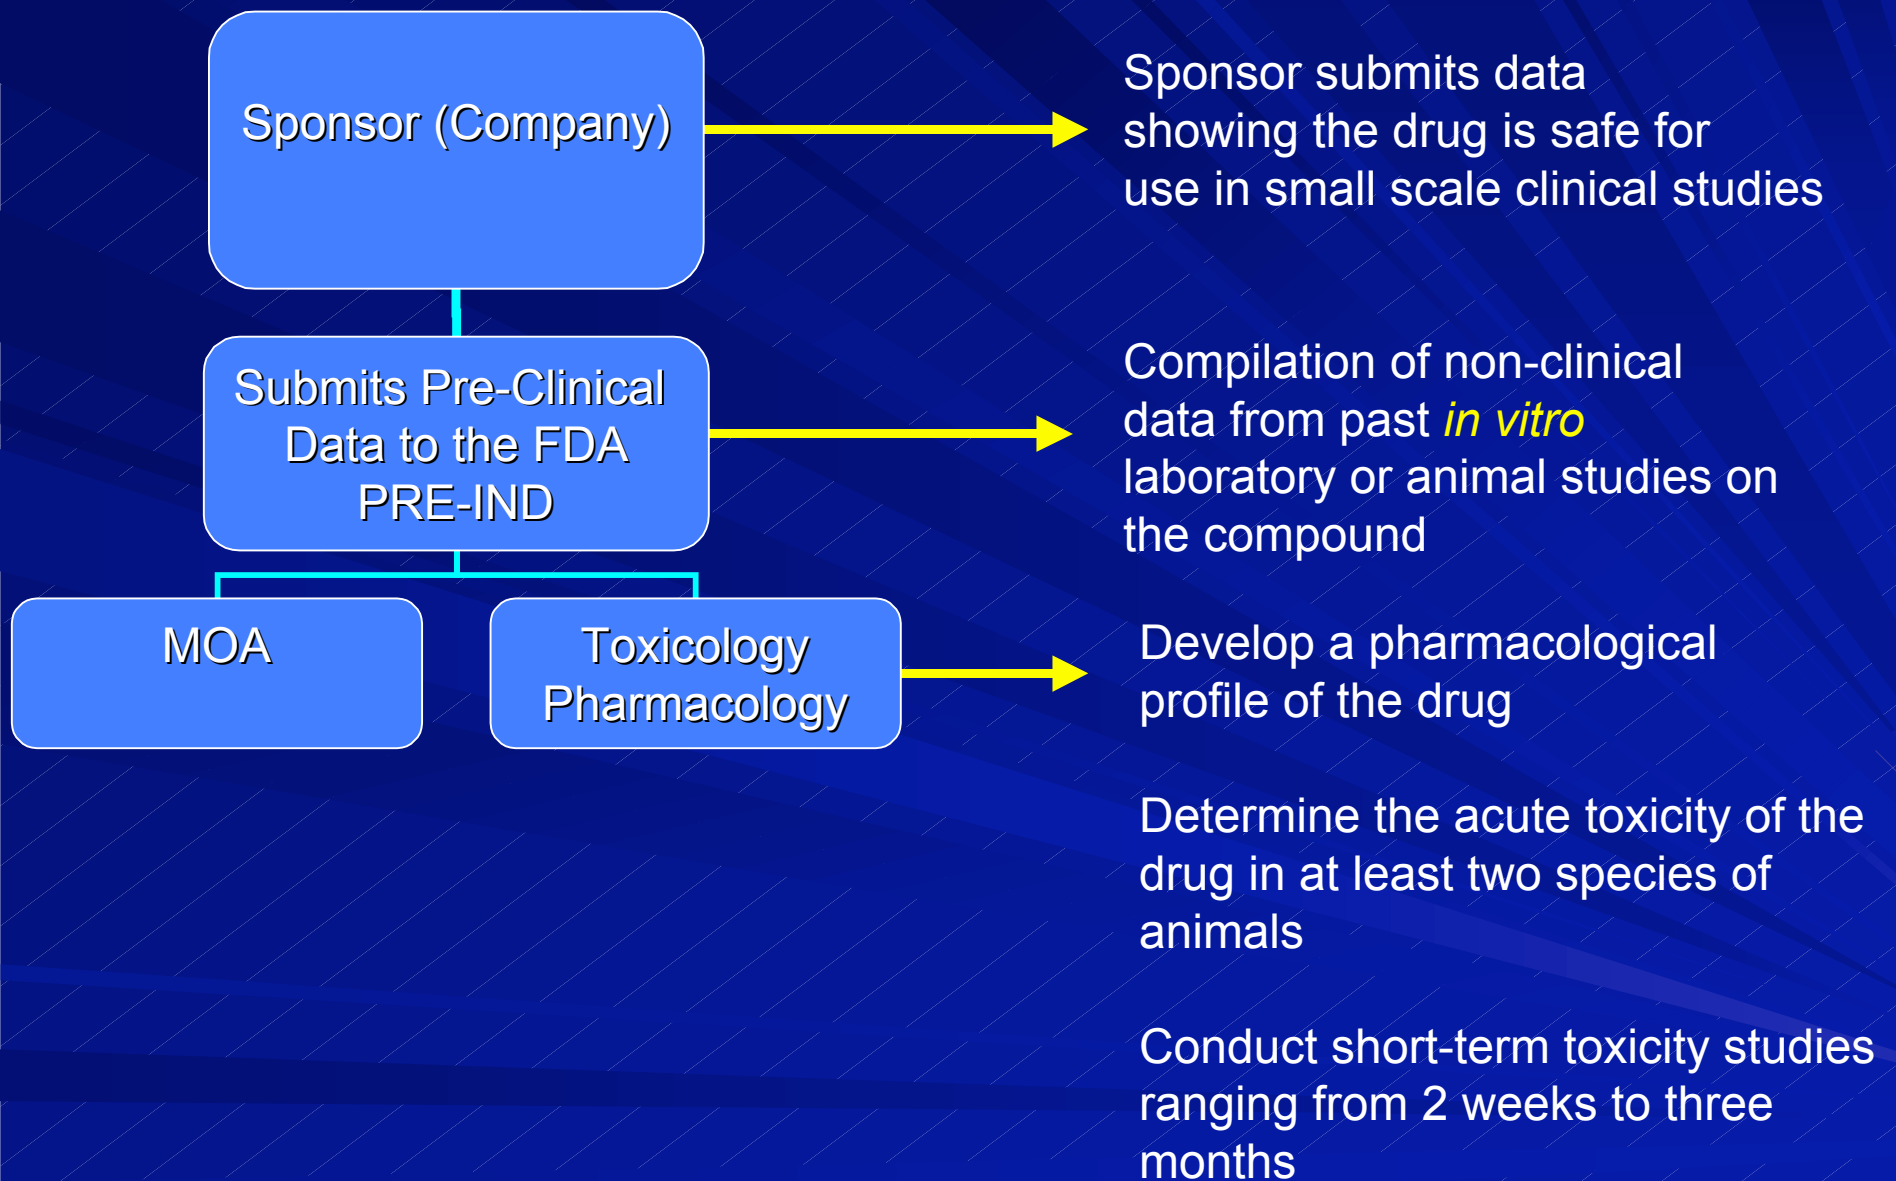 Sponsor (Company)
Sponsor submits data
showing the drug is safe for
use in small scale clinical studies
Submits Pre-Clinical
Data to the FDA
PRE-IND
Compilation of non-clinical
data from past in vitro
laboratory or animal studies on
the compound
MOA
Toxicology
Pharmacology
Develop a pharmacological
profile of the drug
Determine the acute toxicity of the
drug in at least two species of
animals
Conduct short-term toxicity studies
ranging from 2 weeks to three
months